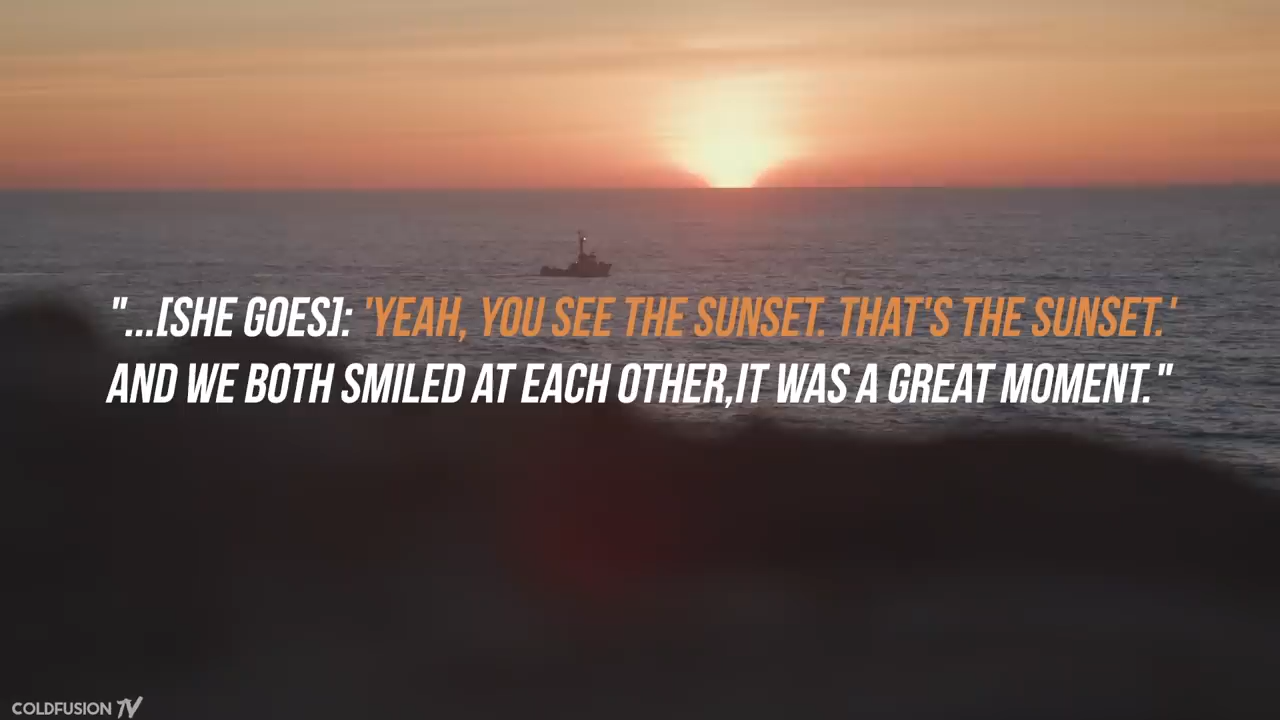 "...[SHE GOES]: 'YEAH, YOU SEE THE SUNSET. THAT'S THE SUNSET.'
AND WE BOTH SMILED AT EACH OTHER,IT WAS A GREAT MOMENT."
COLDFUSION TV